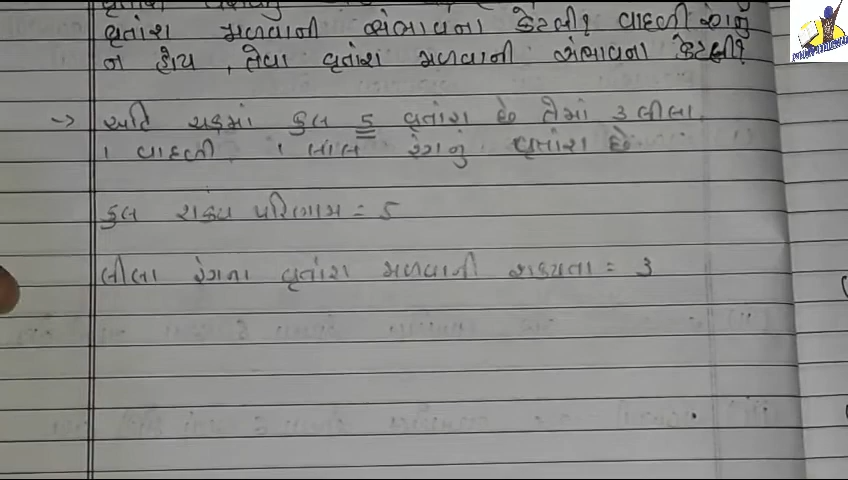 વૃતાંશ મળવાની સંભાવના કેટલી? વાદળી રંગનું
ન હોય , તેવા વૃતાંશ મળવાની સંભાવના કેટલી?
→ અહિં ચક્રમાં કુલ 5 વૃતાંશ છે તેમાં 3 લીલા,
1 વાદળી 1 લાલ રંગનું વૃતાંશ છે
કુલ શક્ય પરિણામ = 5
લીલા રંગના વૃતાંશ મળવાની શક્યતા = 3